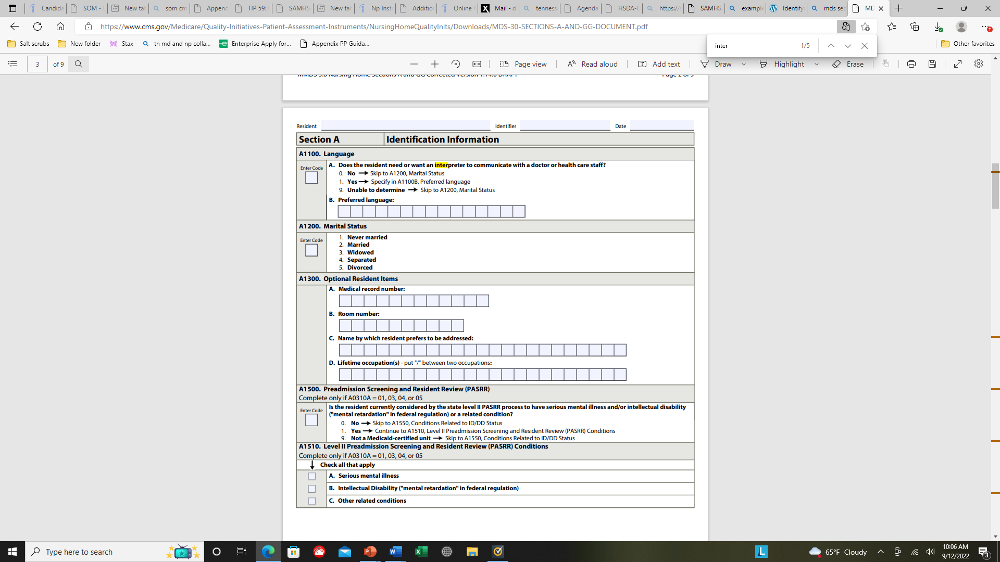 Candida
SOM - E
New tab
som cm
Append
TIP 59:
SAMHS
New tab
Np Inst
Addition
Online
Mail - d
tenness
Agenda
HSDA-C
https://
SAMHS
example
Identify
mds sec
MD
https://www.cms.gov/Medicare/Quality-Initiatives-Patient-Assessment-Instruments/NursingHomeQualityInits/Downloads/MDS-30-SECTIONS-A-AND-GG-DOCUMENT.pdf
Salt scrubs
New folder
Stax
tn md and np colla...
Enterprise Apply for...
Appendix PP Guida...
Other favorites
inter
1/5
3 of 9
Page view
Read aloud
Add text
Draw
Highlight
Erase
MMDS 3.0 Nursing Home Sections A and GG Corrected Version 1.14.0 DRAFT
Page 2 of 9
Resident
Identifier
Date
Section A
Identification Information
A1100. Language
Enter Code
A. Does the resident need or want an interpreter to communicate with a doctor or health care staff?
0. No → Skip to A1200, Marital Status
1. Yes → Specify in A1100B, Preferred language
9. Unable to determine → Skip to A1200, Marital Status
B. Preferred language:
A1200. Marital Status
Enter Code
1. Never married
2. Married
3. Widowed
4. Separated
5. Divorced
A1300. Optional Resident Items
A. Medical record number:
B. Room number:
C. Name by which resident prefers to be addressed:
D. Lifetime occupation(s) - put "/" between two occupations:
A1500. Preadmission Screening and Resident Review (PASRR)
Complete only if A0310A = 01, 03, 04, or 05
Enter Code
Is the resident currently considered by the state level II PASRR process to have serious mental illness and/or intellectual disability
("mental retardation" in federal regulation) or a related condition?
0. No → Skip to A1550, Conditions Related to ID/DD Status
1. Yes → Continue to A1510, Level II Preadmission Screening and Resident Review (PASRR) Conditions
9. Not a Medicaid-certified unit → Skip to A1550, Conditions Related to ID/DD Status
A1510. Level II Preadmission Screening and Resident Review (PASRR) Conditions
Complete only if A0310A = 01, 03, 04, or 05
↓ Check all that apply
A. Serious mental illness
B. Intellectual Disability ("mental retardation" in federal regulation)
C. Other related conditions
Type here to search
L
65°F Cloudy
10:06 AM
9/12/2022
3